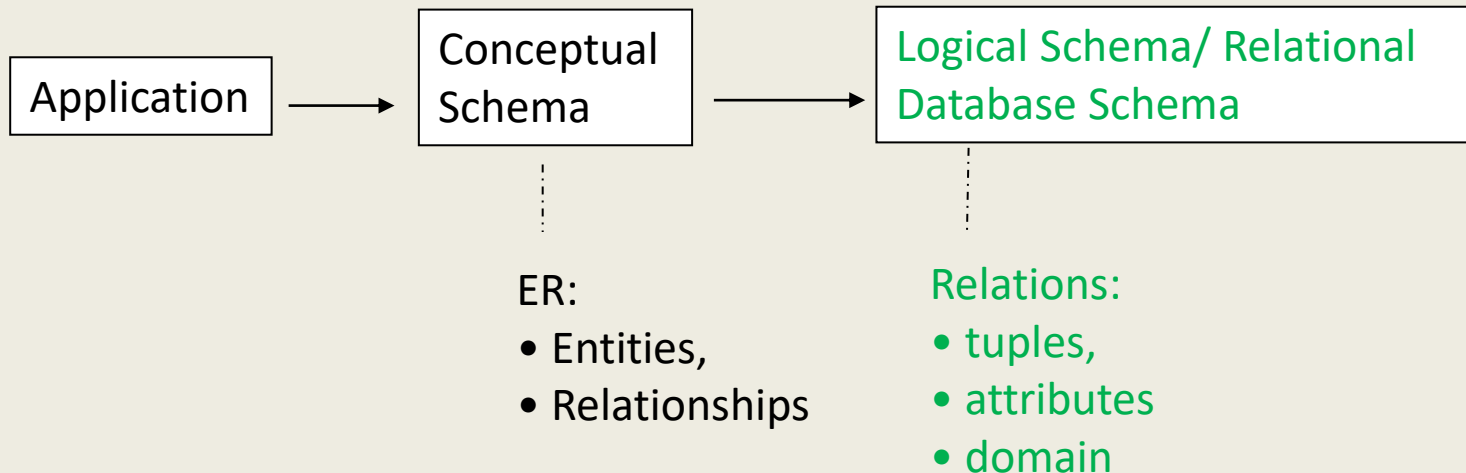 Application
Conceptual
Schema
Logical Schema/ Relational
Database Schema
ER:
• Entities,
• Relationships
Relations:
• tuples,
• attributes
• domain